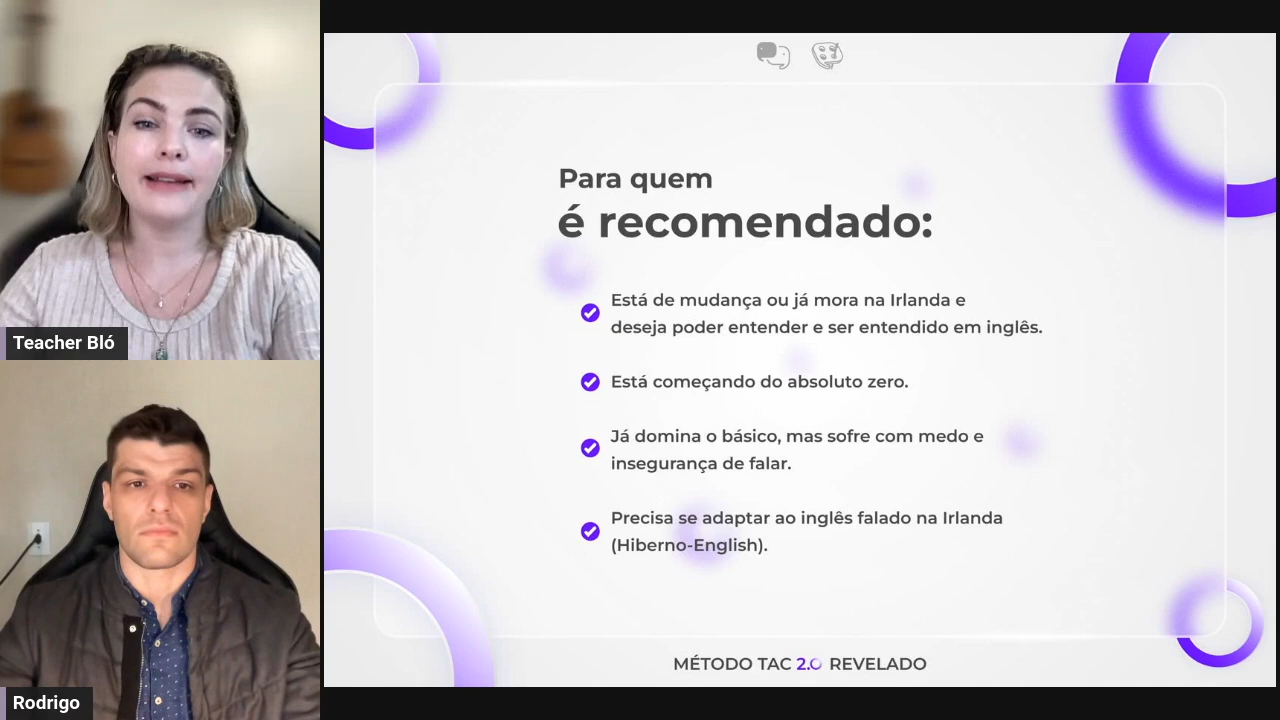 Teacher Bló
Rodrigo
Para quem
é recomendado:
Está de mudança ou já mora na Irlanda e
deseja poder entender e ser entendido em inglês.
Está começando do absoluto zero.
Já domina o básico, mas sofre com medo e
insegurança de falar.
Precisa se adaptar ao inglês falado na Irlanda
(Hiberno-English).
MÉTODO TAC 2.0 REVELADO